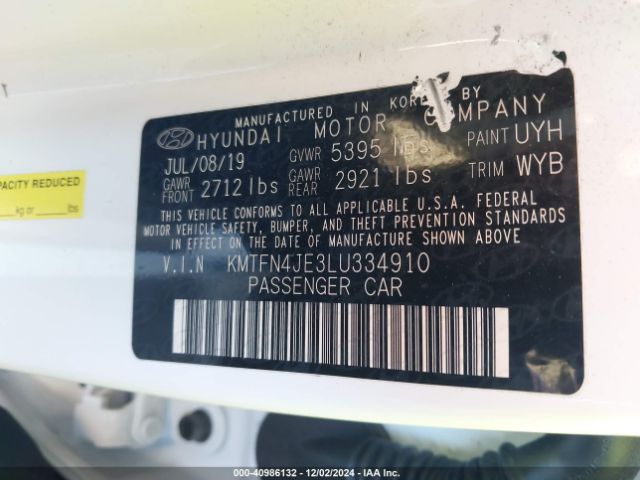 MANUFACTURED IN KOREA BY
HYUNDAI MOTOR COMPANY
JUL/08/19 GVWR 5395 lbs PAINT UYH
GAWR FRONT 2712 lbs GAWR REAR 2921 lbs TRIM WYB
THIS VEHICLE CONFORMS TO ALL APPLICABLE U.S.A. FEDERAL
MOTOR VEHICLE SAFETY, BUMPER, AND THEFT PREVENTION STANDARDS
IN EFFECT ON THE DATE OF MANUFACTURE SHOWN ABOVE.
V.I.N KMTFN4JE3LU334910
PASSENGER CAR
CAPACITY REDUCED
kg or lbs
000-40986132 - 12/02/2024 - IAA Inc.